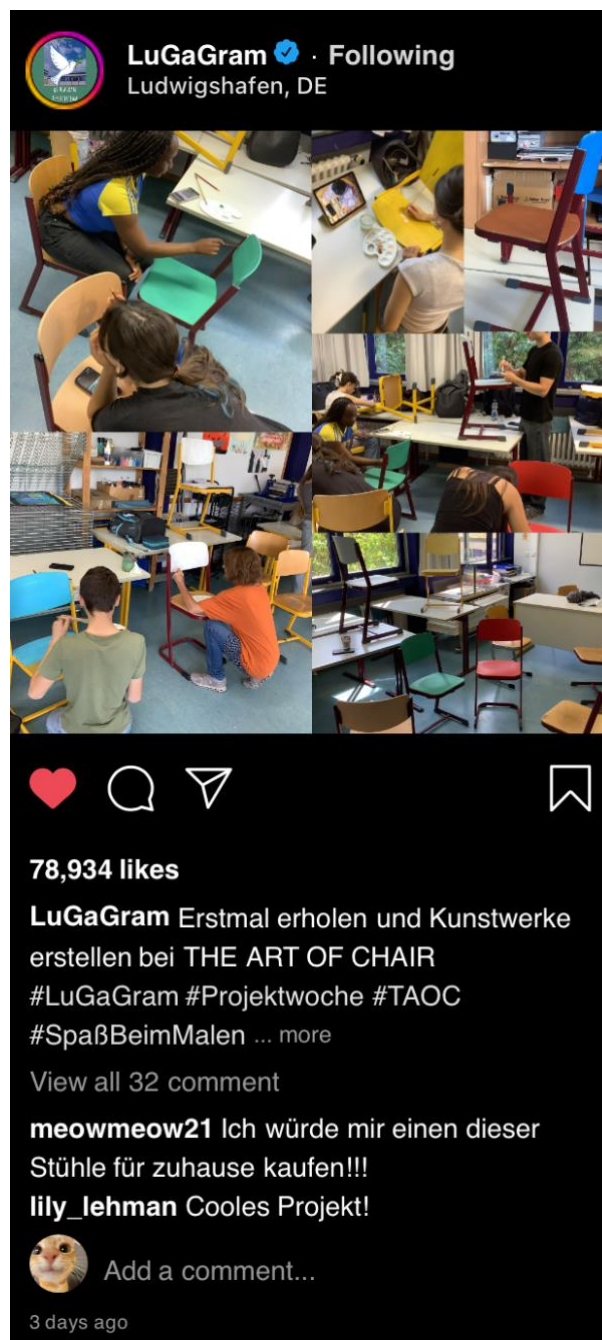 LuGaGram · Following
Ludwigshafen, DE
78,934 likes
LuGaGram Erstmal erholen und Kunstwerke
erstellen bei THE ART OF CHAIR
#LuGaGram #Projektwoche #TAOC
#SpaßBeimMalen ... more
View all 32 comment
meowmeow21 Ich würde mir einen dieser
Stühle für zuhause kaufen!!!
lily_lehman Cooles Projekt!
Add a comment...
3 days ago